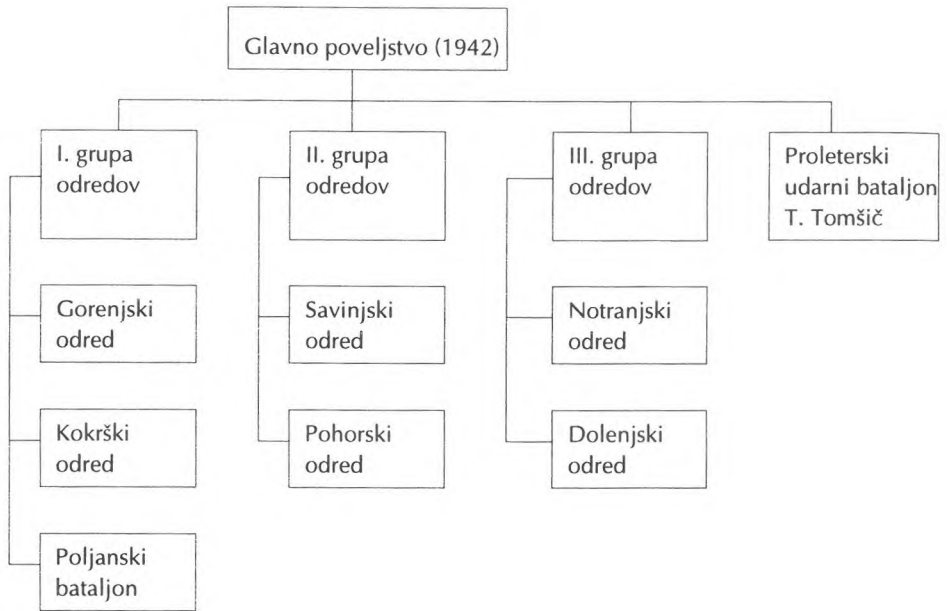 Glavno poveljstvo (1942)
I. grupa
odredov
II. grupa
odredov
III. grupa
odredov
Proleterski
udarni bataljon
T. Tomšič
Gorenjski
odred
Savinjski
odred
Notranjski
odred
Kokrški
odred
Pohorski
odred
Dolenjski
odred
Poljanski
bataljon